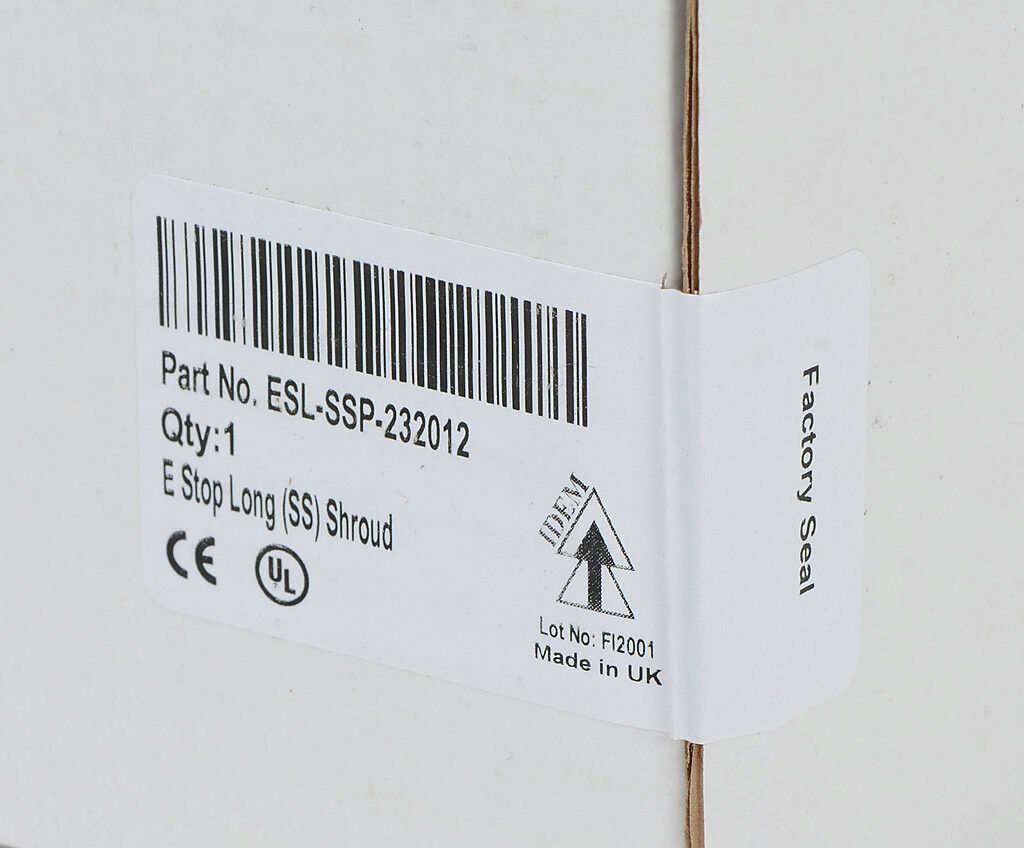 Part No. ESL-SSP-232012
Qty:1
E Stop Long (SS) Shroud
CE
UL
IDEM
Lot No: FI2001
Made in UK
Factory Seal